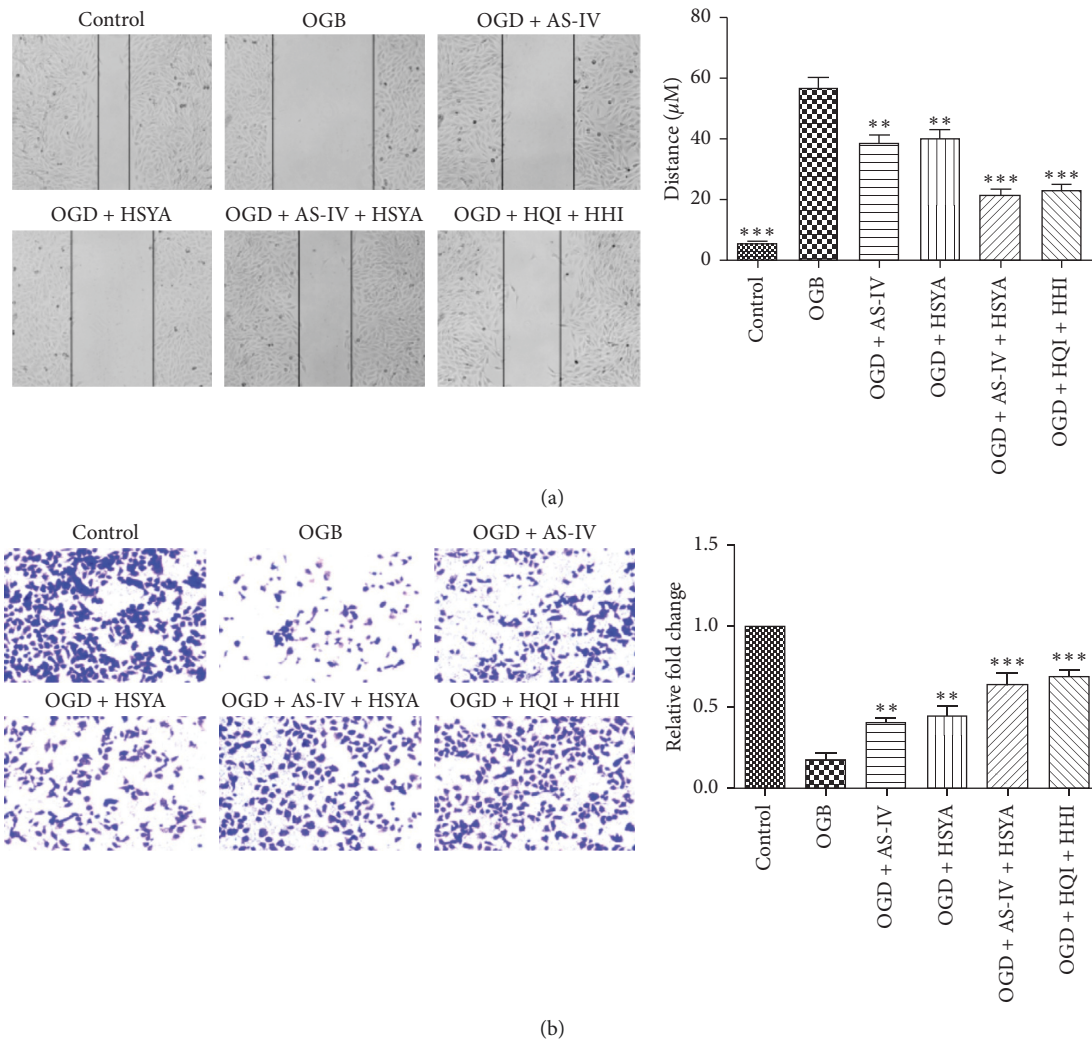 Control
OGB
OGD + AS-IV
OGD + HSYA
OGD + AS-IV + HSYA
OGD + HQI + HHI
Distance (μM)
80
60
40
20
0
***
**
**
***
***
Control
OGB
OGD + AS-IV
OGD + HSYA
OGD + AS-IV + HSYA
OGD + HQI + HHI
(a)
Control
OGB
OGD + AS-IV
OGD + HSYA
OGD + AS-IV + HSYA
OGD + HQI + HHI
Relative fold change
1.5
1.0
0.5
0.0
**
**
***
***
Control
OGB
OGD + AS-IV
OGD + HSYA
OGD + AS-IV + HSYA
OGD + HQI + HHI
(b)